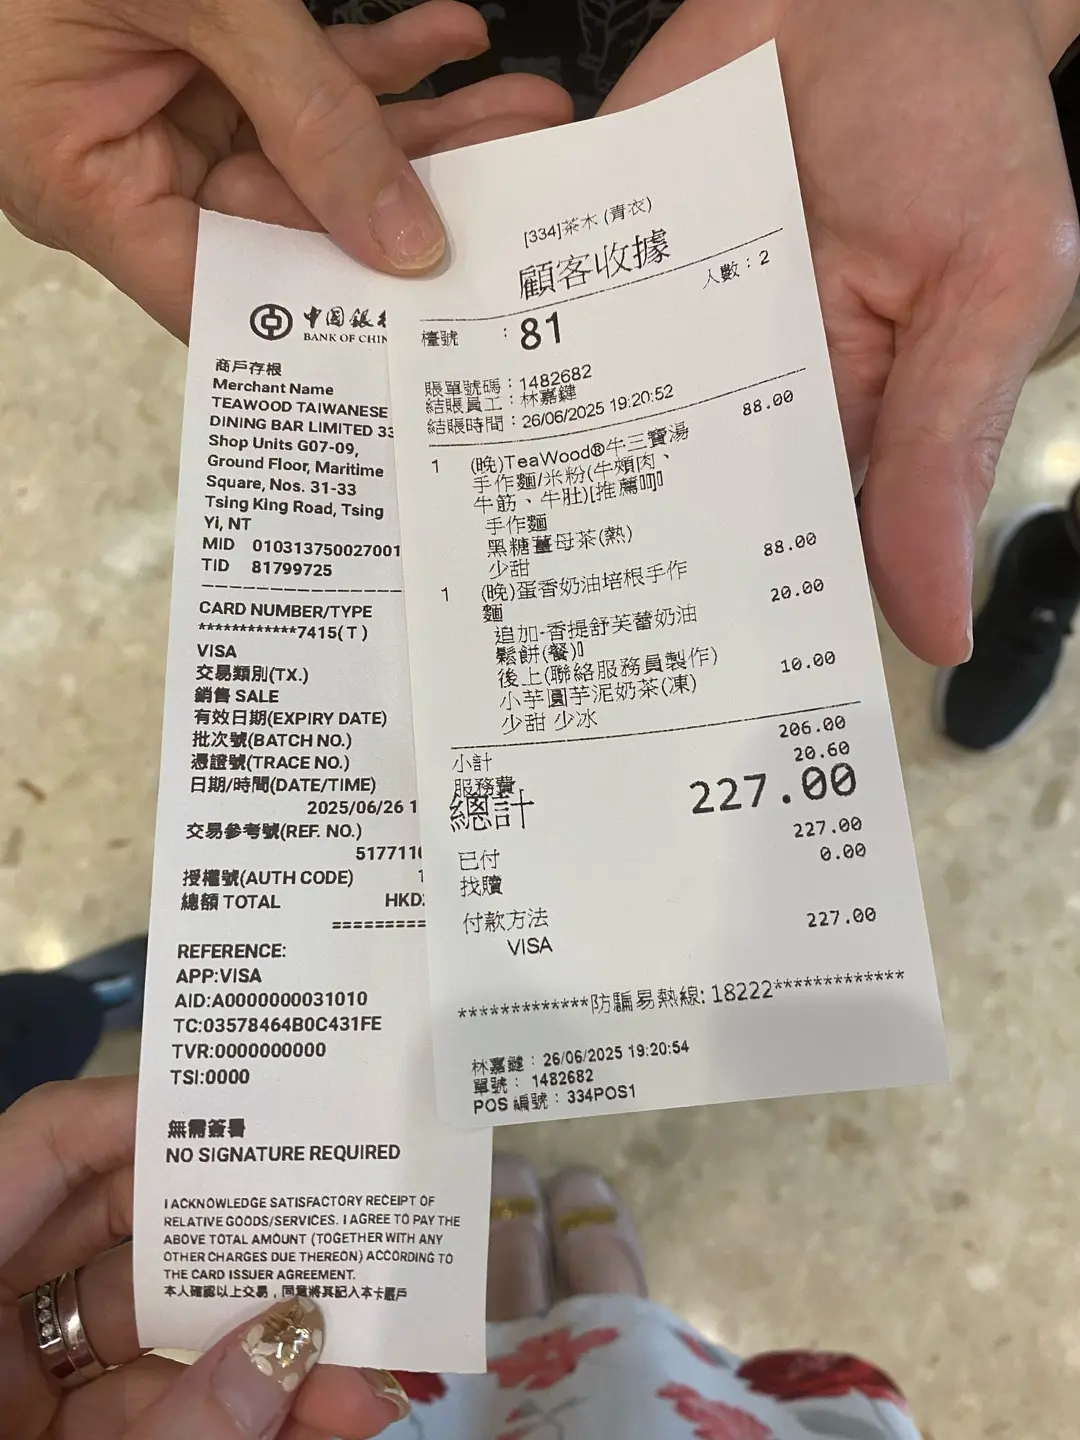 中國銀
BANK OF CHIN
商戶存根
Merchant Name
TEAWOOD TAIWANESE
DINING BAR LIMITED 33
Shop Units G07-09,
Ground Floor, Maritime
Square, Nos. 31-33
Tsing King Road, Tsing
Yi, NT
MID 010313750027001
TID 81799725
CARD NUMBER/TYPE
************7415(T)
VISA
交易類別(TX.)
銷售 SALE
有效日期(EXPIRY DATE)
批次號(BATCH NO.)
憑證號(TRACE NO.)
日期/時間(DATE/TIME)
2025/06/26 1
交易參考號(REF. NO.)
517711
授權號(AUTH CODE)
總額 TOTAL HKD
===========
REFERENCE:
APP:VISA
AID:A0000000031010
TC:03578464B0C431FE
TVR:0000000000
TSI:0000
無需簽署
NO SIGNATURE REQUIRED
I ACKNOWLEDGE SATISFACTORY RECEIPT OF
RELATIVE GOODS/SERVICES. I AGREE TO PAY THE
ABOVE TOTAL AMOUNT (TOGETHER WITH ANY
OTHER CHARGES DUE THEREON) ACCORDING TO
THE CARD ISSUER AGREEMENT.
本人確認以上交易，同意將其記入本卡賬戶
[334]茶木 (青衣)
顧客收據
人數：2
檯號 : 81
賬單號碼：1482682
結賬員工：林嘉鍵
結賬時間：26/06/2025 19:20:52
1 (晚)TeaWood®牛三寶湯 88.00
手作麵/米粉(牛頰肉、
牛筋、牛肚)[推薦
手作麵
黑糖薑母茶(熱)
少甜
1 (晚)蛋香奶油培根手作 88.00
麵
追加-香提舒芙蕾奶油 20.00
鬆餅(餐)
後上(聯絡服務員製作)
小芋圓芋泥奶茶(凍) 10.00
少甜 少冰
小計 206.00
服務費 20.60
總計 227.00
已付 227.00
找贖 0.00
付款方法
VISA 227.00
*************防騙易熱線: 18222*************
林嘉鍵：26/06/2025 19:20:54
單號：1482682
POS 編號：334POS1